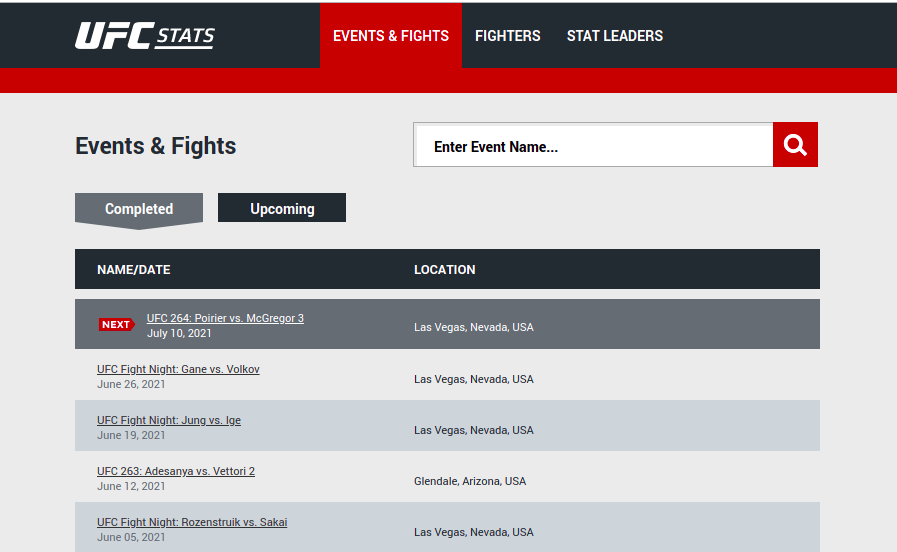 UFC STATS
EVENTS & FIGHTS
FIGHTERS
STAT LEADERS
Events & Fights
Enter Event Name...
Completed
Upcoming
NAME/DATE
LOCATION
NEXT
UFC 264: Poirier vs. McGregor 3
July 10, 2021
Las Vegas, Nevada, USA
UFC Fight Night: Gane vs. Volkov
June 26, 2021
Las Vegas, Nevada, USA
UFC Fight Night: Jung vs. Ige
June 19, 2021
Las Vegas, Nevada, USA
UFC 263: Adesanya vs. Vettori 2
June 12, 2021
Glendale, Arizona, USA
UFC Fight Night: Rozenstruik vs. Sakai
June 05, 2021
Las Vegas, Nevada, USA